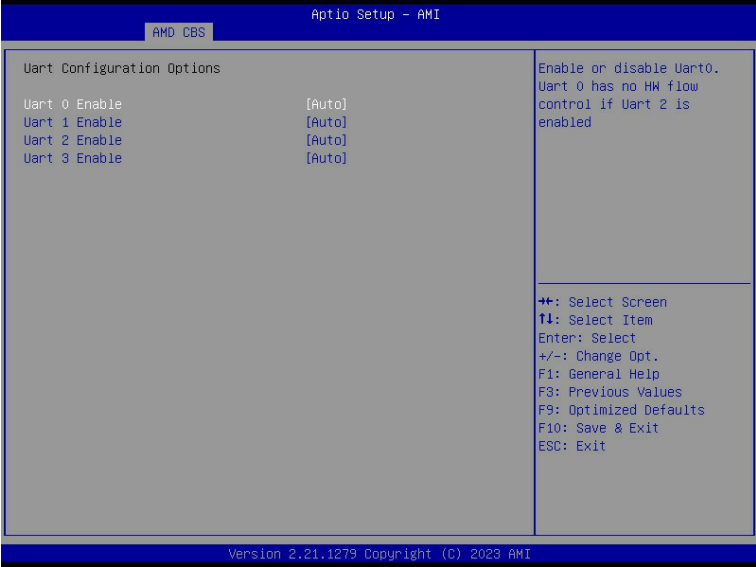 Aptio Setup – AMI
AMD CBS
Uart Configuration Options
Uart 0 Enable [Auto]
Uart 1 Enable [Auto]
Uart 2 Enable [Auto]
Uart 3 Enable [Auto]
Enable or disable Uart0.
Uart 0 has no HW flow
control if Uart 2 is
enabled
→←: Select Screen
↑↓: Select Item
Enter: Select
+/-: Change Opt.
F1: General Help
F3: Previous Values
F9: Optimized Defaults
F10: Save & Exit
ESC: Exit
Version 2.21.1279 Copyright (C) 2023 AMI